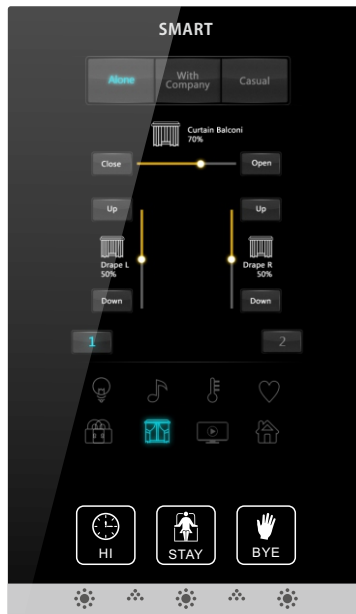 SMART
Alone
With
Company
Casual
Curtain Balconi
70%
Close
Open
Up
Up
Drape L
50%
Drape R
50%
Down
Down
1
2
HI
STAY
BYE